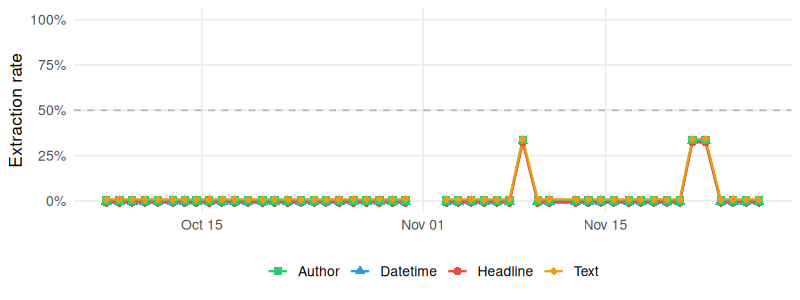 Extraction rate
100%
75%
50%
25%
0%
Oct 15 Nov 01 Nov 15
Author Datetime Headline Text